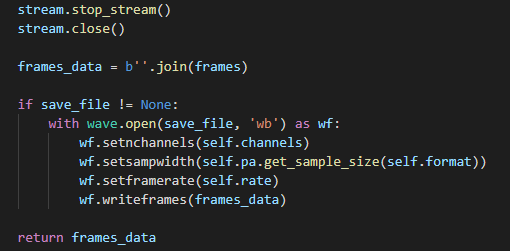 stream.stop_stream()
stream.close()

frames_data = b''.join(frames)

if save_file != None:
    with wave.open(save_file, 'wb') as wf:
        wf.setnchannels(self.channels)
        wf.setsampwidth(self.pa.get_sample_size(self.format))
        wf.setframerate(self.rate)
        wf.writeframes(frames_data)

return frames_data